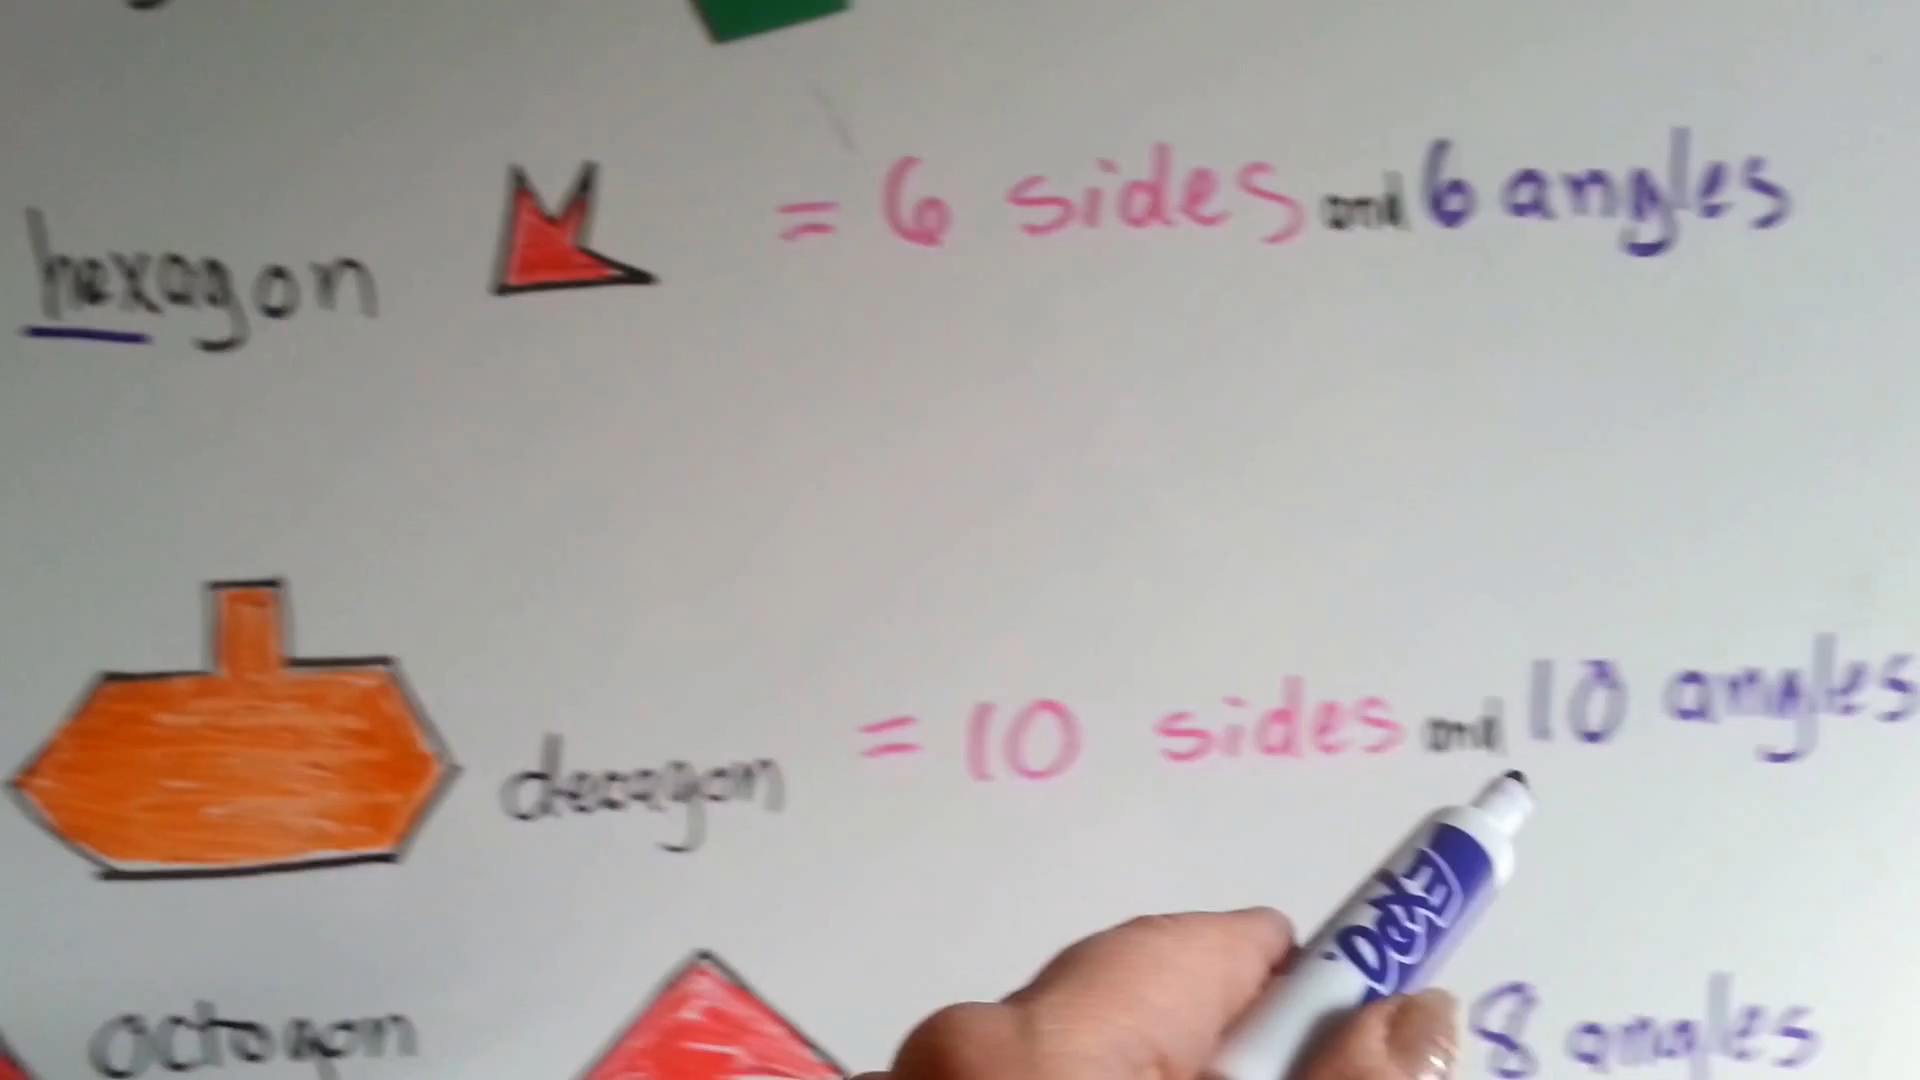 hexagon = 6 sides and 6 angles
decagon = 10 sides and 10 angles
octagon 8 angles
EXPO